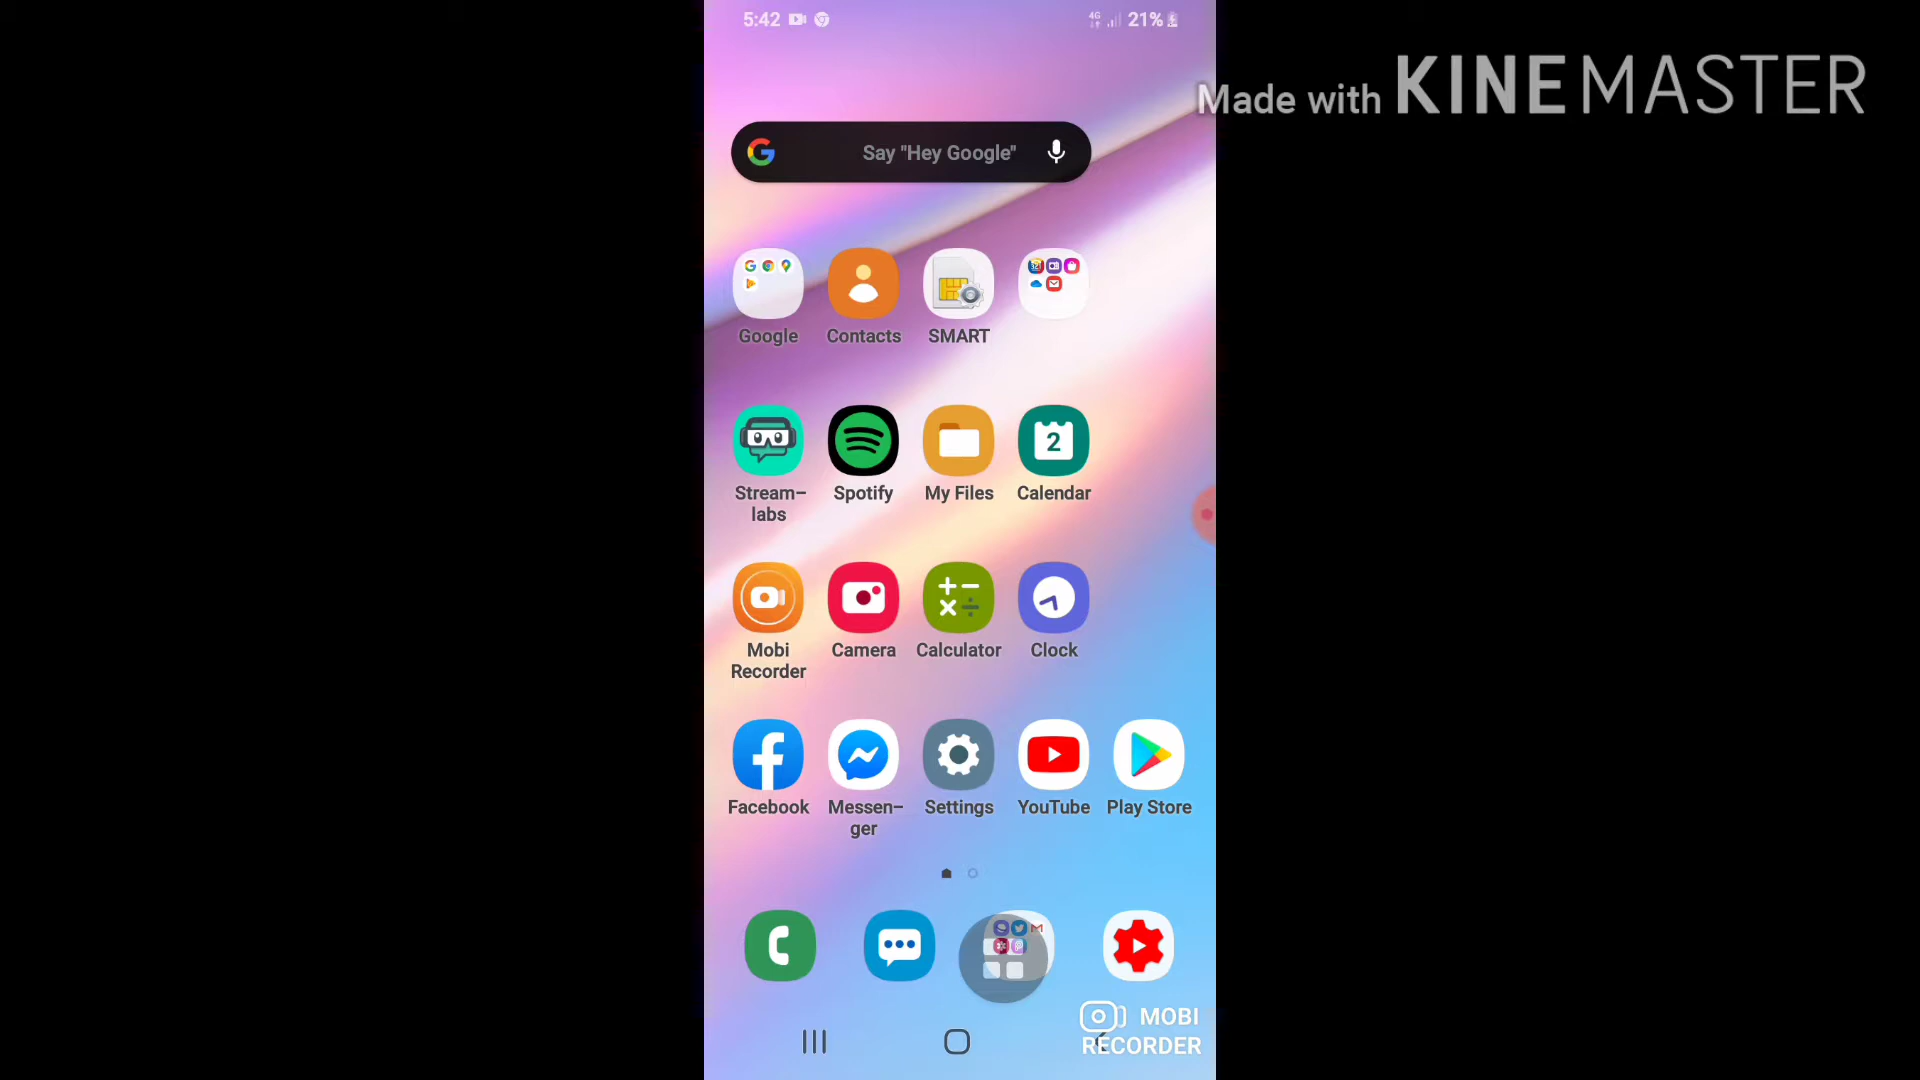 5:42
4G 21%
Made with KINEMASTER
Say "Hey Google"
Google Contacts SMART
2
Stream-
labs
Spotify My Files Calendar
Mobi
Recorder
Camera Calculator Clock
Facebook Messen-
ger
Settings YouTube Play Store
MOBI
RECORDER